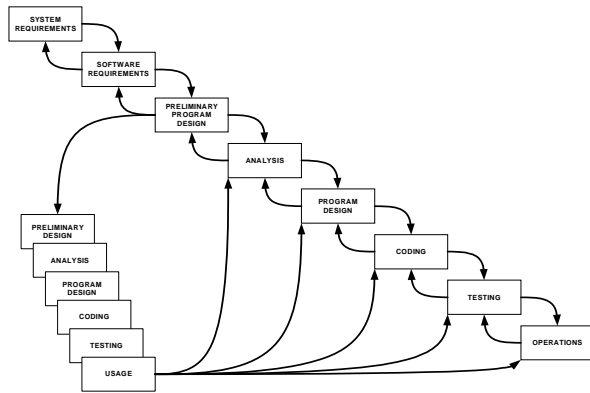 SYSTEM
REQUIREMENTS
SOFTWARE
REQUIREMENTS
PRELIMINARY
PROGRAM
DESIGN
ANALYSIS
PROGRAM
DESIGN
CODING
TESTING
OPERATIONS
PRELIMINARY
DESIGN
ANALYSIS
PROGRAM
DESIGN
CODING
TESTING
USAGE